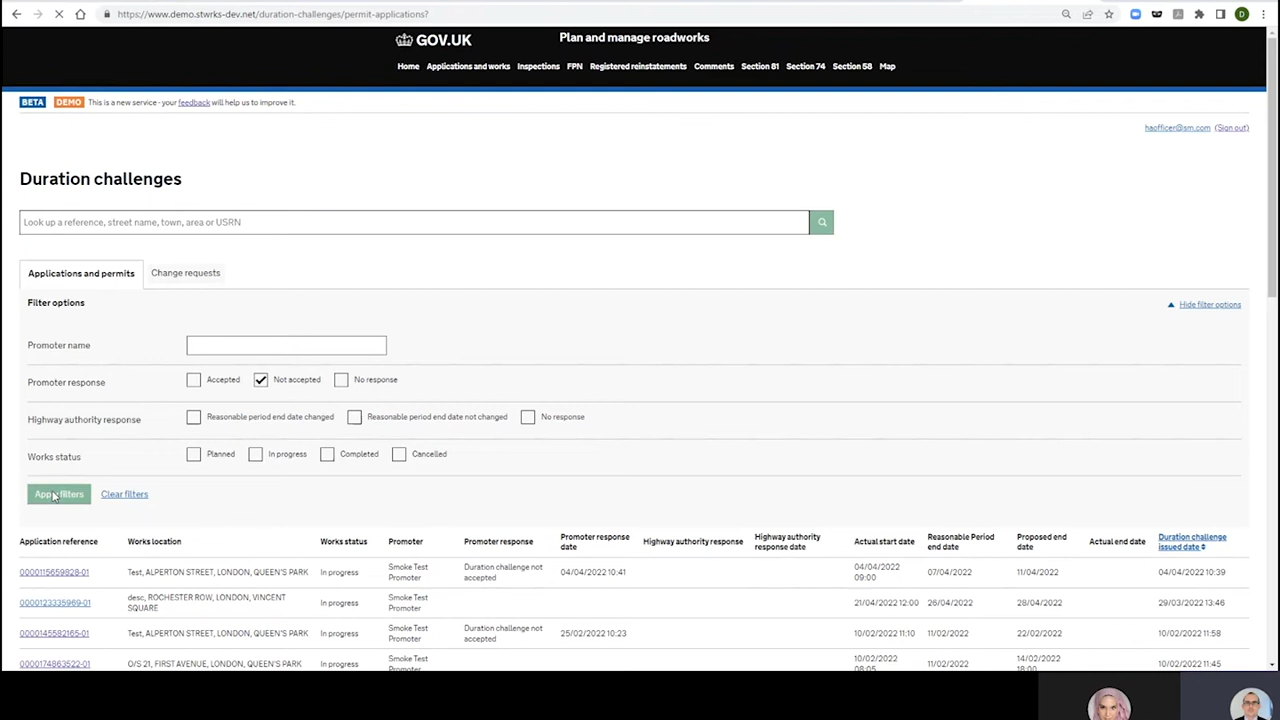 https://www.demo.stwrks-dev.net/duration-challenges/permit-applications?
D
GOV.UK
Plan and manage roadworks
Home Applications and works Inspections FPN Registered reinstatements Comments Section 81 Section 74 Section 58 Map
BETA DEMO This is a new service - your feedback will help us to improve it.
haofficer@sm.com (Sign out)
Duration challenges
Look up a reference, street name, town, area or USRN
Applications and permits Change requests
Filter options
Hide filter options
Promoter name
Promoter response Accepted Not accepted No response
Highway authority response Reasonable period end date changed Reasonable period end date not changed No response
Works status Planned In progress Completed Cancelled
Apply filters Clear filters
Application reference Works location Works status Promoter Promoter response Promoter response date Highway authority response Highway authority response date Actual start date Reasonable Period end date Proposed end date Actual end date Duration challenge issued date
0000115659828-01 Test, ALPERTON STREET, LONDON, QUEEN'S PARK In progress Smoke Test Promoter Duration challenge not accepted 04/04/2022 10:41 04/04/2022 09:00 07/04/2022 11/04/2022 04/04/2022 10:39
0000123335969-01 desc, ROCHESTER ROW, LONDON, VINCENT SQUARE In progress Smoke Test Promoter 21/04/2022 12:00 26/04/2022 28/04/2022 29/03/2022 13:46
0000145582165-01 Test, ALPERTON STREET, LONDON, QUEEN'S PARK In progress Smoke Test Promoter Duration challenge not accepted 25/02/2022 10:23 10/02/2022 11:10 11/02/2022 22/02/2022 10/02/2022 11:58
0000174863522-01 O/S 21, FIRST AVENUE, LONDON, QUEEN'S PARK In progress Smoke Test Promoter 10/02/2022 08:05 11/02/2022 14/02/2022 18:00 10/02/2022 11:45